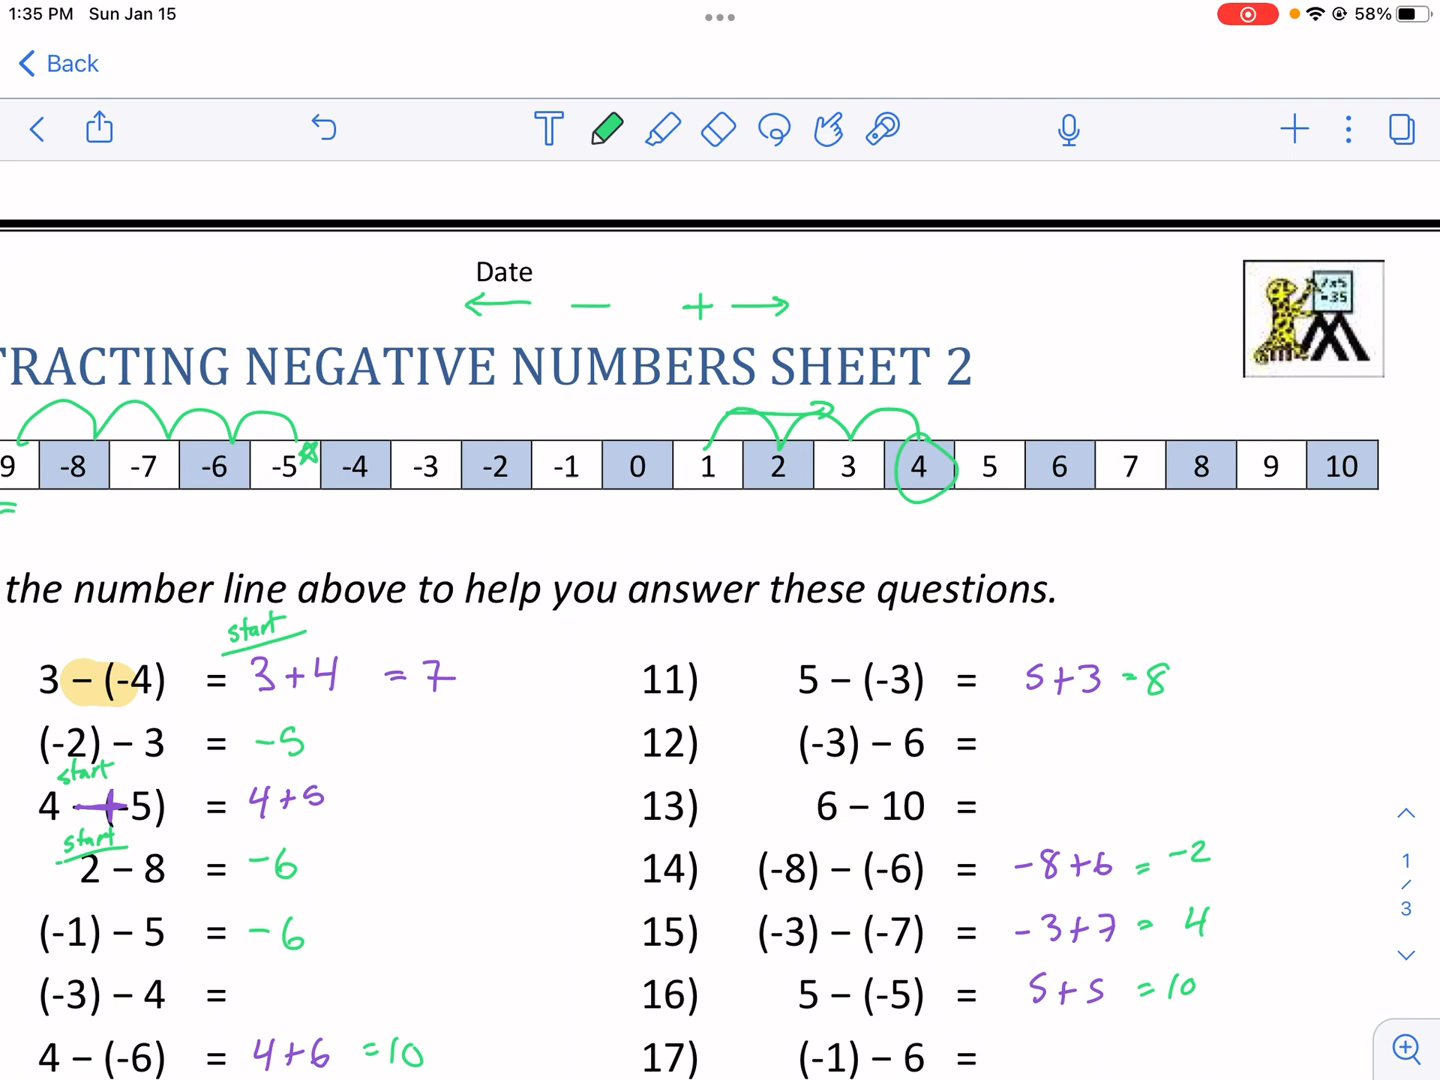 1:35 PM Sun Jan 15
58%
Back
Date
← − + →
TRACTING NEGATIVE NUMBERS SHEET 2
7x5
=35
9 -8 -7 -6 -5 -4 -3 -2 -1 0 1 2 3 4 5 6 7 8 9 10
=
the number line above to help you answer these questions.
start
3 − (-4) = 3+4 = 7
(-2) − 3 = -5
start
4 − (-5) = 4+5
start
2 − 8 = -6
(-1) − 5 = -6
(-3) − 4 =
4 − (-6) = 4+6 =10
11) 5 − (-3) = 5+3 = 8
12) (-3) − 6 =
13) 6 − 10 =
14) (-8) − (-6) = -8+6 = -2
15) (-3) − (-7) = -3+7 = 4
16) 5 − (-5) = 5+5 =10
17) (-1) − 6 =
1
/
3